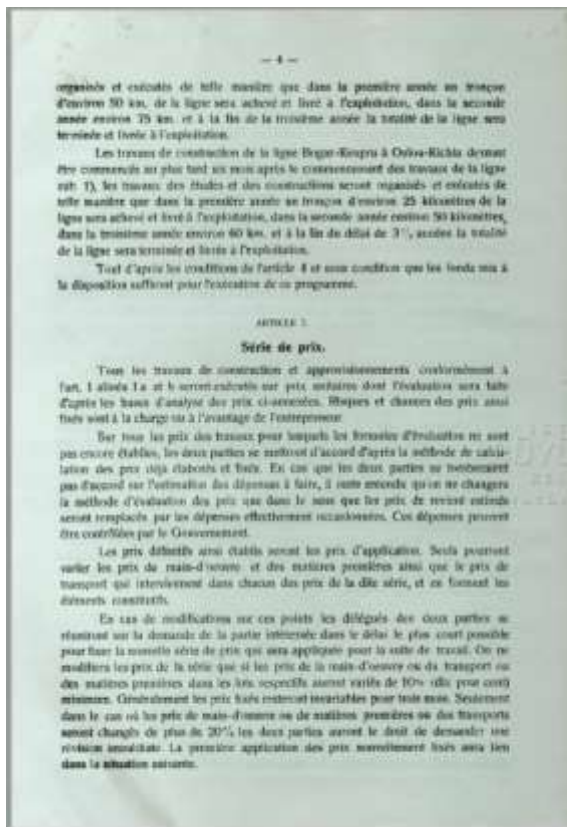 — 4 —
organisés et exécutés de telle manière que dans la première année un tronçon
d'environ 50 km. de la ligne sera achevé et livré à l'exploitation, dans la seconde
année environ 75 km. et à la fin de la troisième année la totalité de la ligne sera
terminée et livrée à l'exploitation.
Les travaux de construction de la ligne Bogar-Keupru à Oulou-Kichla devront
être commencés au plus tard six mois après le commencement des travaux de la ligne
sub 1), les travaux des études et des constructions seront organisés et exécutés de
telle manière que dans la première année un tronçon d'environ 25 kilomètres de la
ligne sera achevé et livré à l'exploitation, dans la seconde année environ 50 kilomètres,
dans la troisième année environ 60 km. et à la fin du délai de 3 ½ années la totalité
de la ligne sera terminée et livrée à l'exploitation.
Tout d'après les conditions de l'article 4 et sous condition que les fonds mis à
la disposition suffiront pour l'exécution de ce programme.
ARTICLE 7.
Série de prix.
Tous les travaux de construction et approvisionnements conformément à
l'art. 1 alinéa 1 a et b seront exécutés sur prix unitaires dont l'évaluation sera faite
d'après les bases d'analyse des prix ci-annexées. Risques et chances des prix ainsi
fixés sont à la charge ou à l'avantage de l'entrepreneur.
Sur tous les prix des travaux pour lesquels les formules d'évaluation ne sont
pas encore établies, les deux parties se mettront d'accord d'après la méthode de calcu-
lation des prix déjà élaborés et fixés. En cas que les deux parties ne tomberaient
pas d'accord sur l'estimation des dépenses à faire, il reste entendu qu'on ne changera
la méthode d'évaluation des prix que dans le sens que les prix de revient estimés
seront remplacés par les dépenses effectivement occasionnées. Ces dépenses peuvent
être contrôlées par le Gouvernement.
Les prix définitifs ainsi établis seront les prix d'application. Seuls pourront
varier les prix de main-d'oeuvre et des matières premières ainsi que le prix de
transport qui interviennent dans chacun des prix de la dite série, et en forment les
éléments constitutifs.
En cas de modifications sur ces points les délégués des deux parties se
réuniront sur la demande de la partie intéressée dans le délai le plus court possible
pour fixer la nouvelle série de prix qui sera appliquée pour la suite de travail. On ne
modifiera les prix de la série que si les prix de la main-d'oeuvre ou du transport ou
des matières premières dans les lots respectifs auront variés de 10% (dix pour cent)
minimum. Généralement les prix fixés resteront invariables pour trois mois. Seulement
dans le cas où les prix de main-d'oeuvre ou de matières premières ou des transports
seront changés de plus de 20% les deux parties auront le droit de demander une
révision immédiate. La première application des prix nouvellement fixés aura lieu
dans la situation suivante.